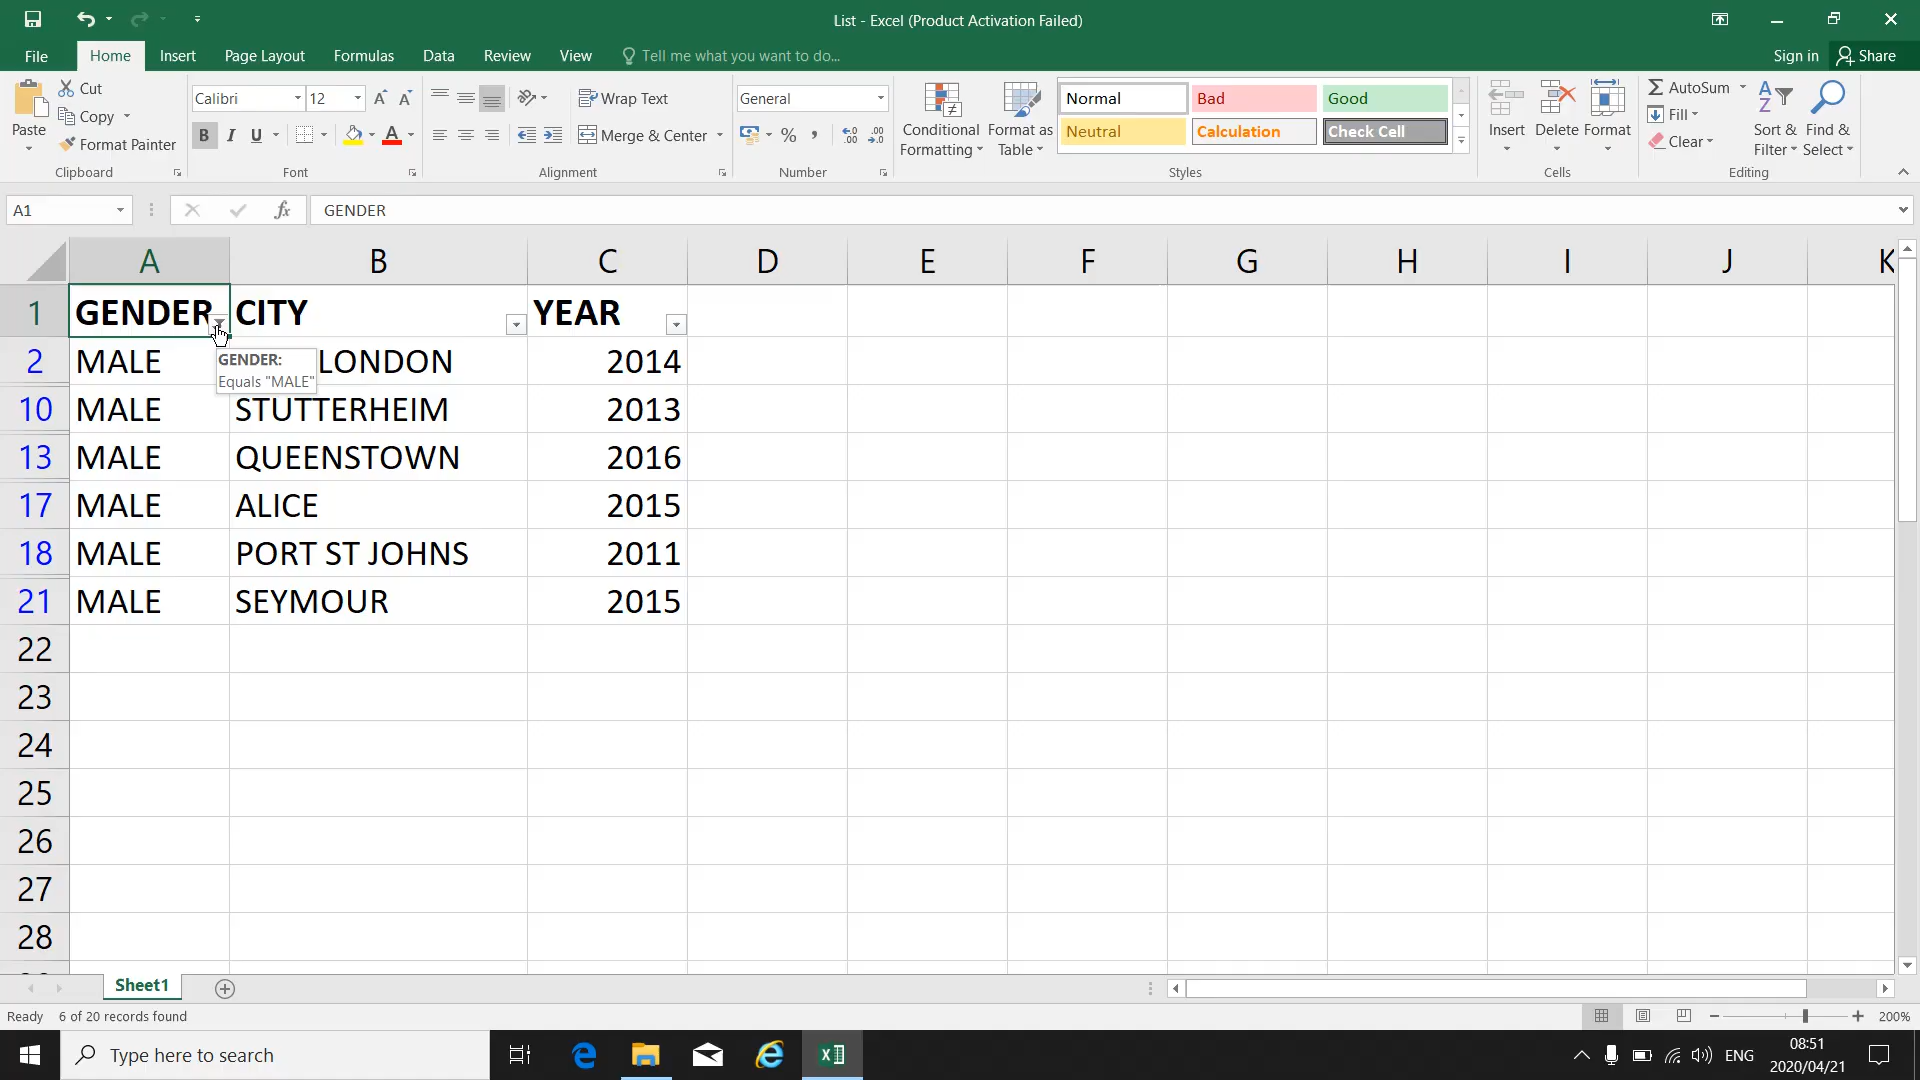 List - Excel (Product Activation Failed)
File Home Insert Page Layout Formulas Data Review View Tell me what you want to do... Sign in Share
Paste Cut Copy Format Painter Clipboard
Calibri 12 B I U A Font
Wrap Text Merge & Center Alignment
General % , Number
Conditional Formatting Format as Table
Normal Bad Good
Neutral Calculation Check Cell
Styles
Insert Delete Format Cells
AutoSum Fill Clear Sort & Filter Find & Select Editing
A1 fx GENDER
A B C D E F G H I J K
1 GENDER CITY YEAR
2 MALE LONDON 2014
GENDER:
Equals "MALE"
10 MALE STUTTERHEIM 2013
13 MALE QUEENSTOWN 2016
17 MALE ALICE 2015
18 MALE PORT ST JOHNS 2011
21 MALE SEYMOUR 2015
22
23
24
25
26
27
28
Sheet1
Ready 6 of 20 records found 200%
Type here to search ENG 08:51
2020/04/21